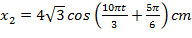 x₂ = 4√3 cos (10πt/3 + 5π/6) cm